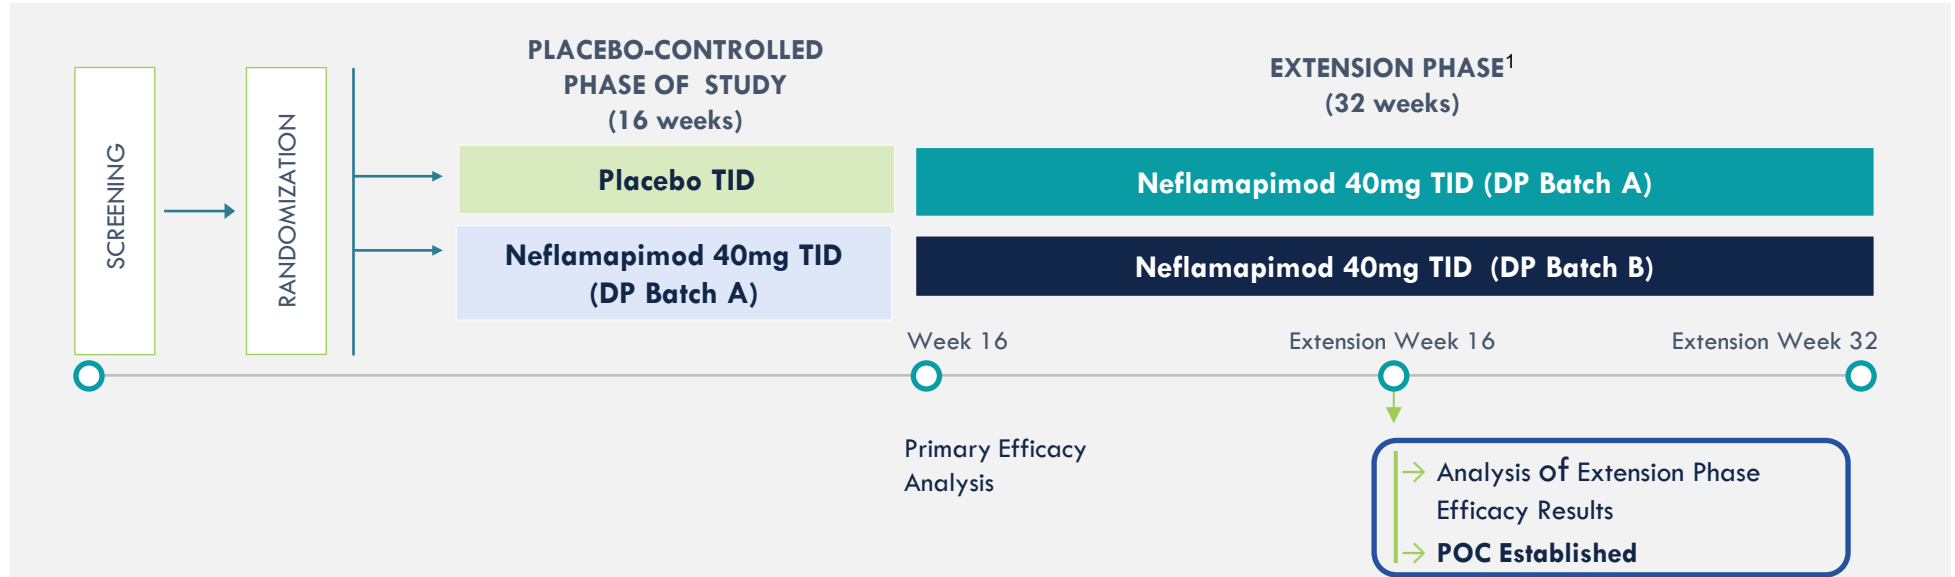 PLACEBO-CONTROLLED
PHASE OF STUDY
(16 weeks)
EXTENSION PHASE1
(32 weeks)
SCREENING
RANDOMIZATION
Placebo TID
Neflamapimod 40mg TID
(DP Batch A)
Neflamapimod 40mg TID (DP Batch A)
Neflamapimod 40mg TID (DP Batch B)
Week 16
Extension Week 16
Extension Week 32
Primary Efficacy
Analysis
Analysis of Extension Phase
Efficacy Results
POC Established